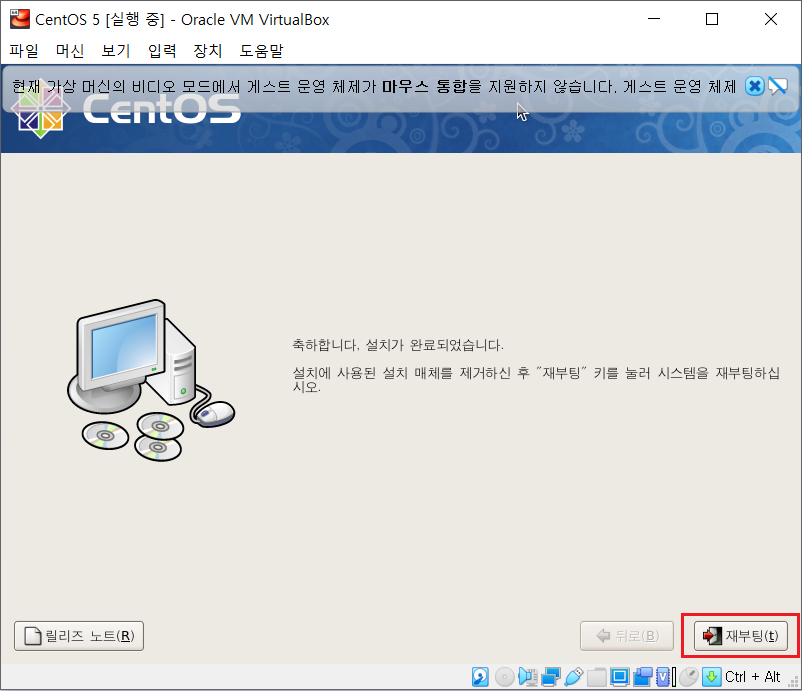 CentOS 5 [실행 중] - Oracle VM VirtualBox
파일 머신 보기 입력 장치 도움말
현재 가상 머신의 비디오 모드에서 게스트 운영 체제가 마우스 통합을 지원하지 않습니다. 게스트 운영 체제
CentOS
축하합니다, 설치가 완료되었습니다.
설치에 사용된 설치 매체를 제거하신 후 "재부팅" 키를 눌러 시스템을 재부팅하십
시오.
릴리즈 노트(R)
뒤로(B)
재부팅(t)
Ctrl + Alt